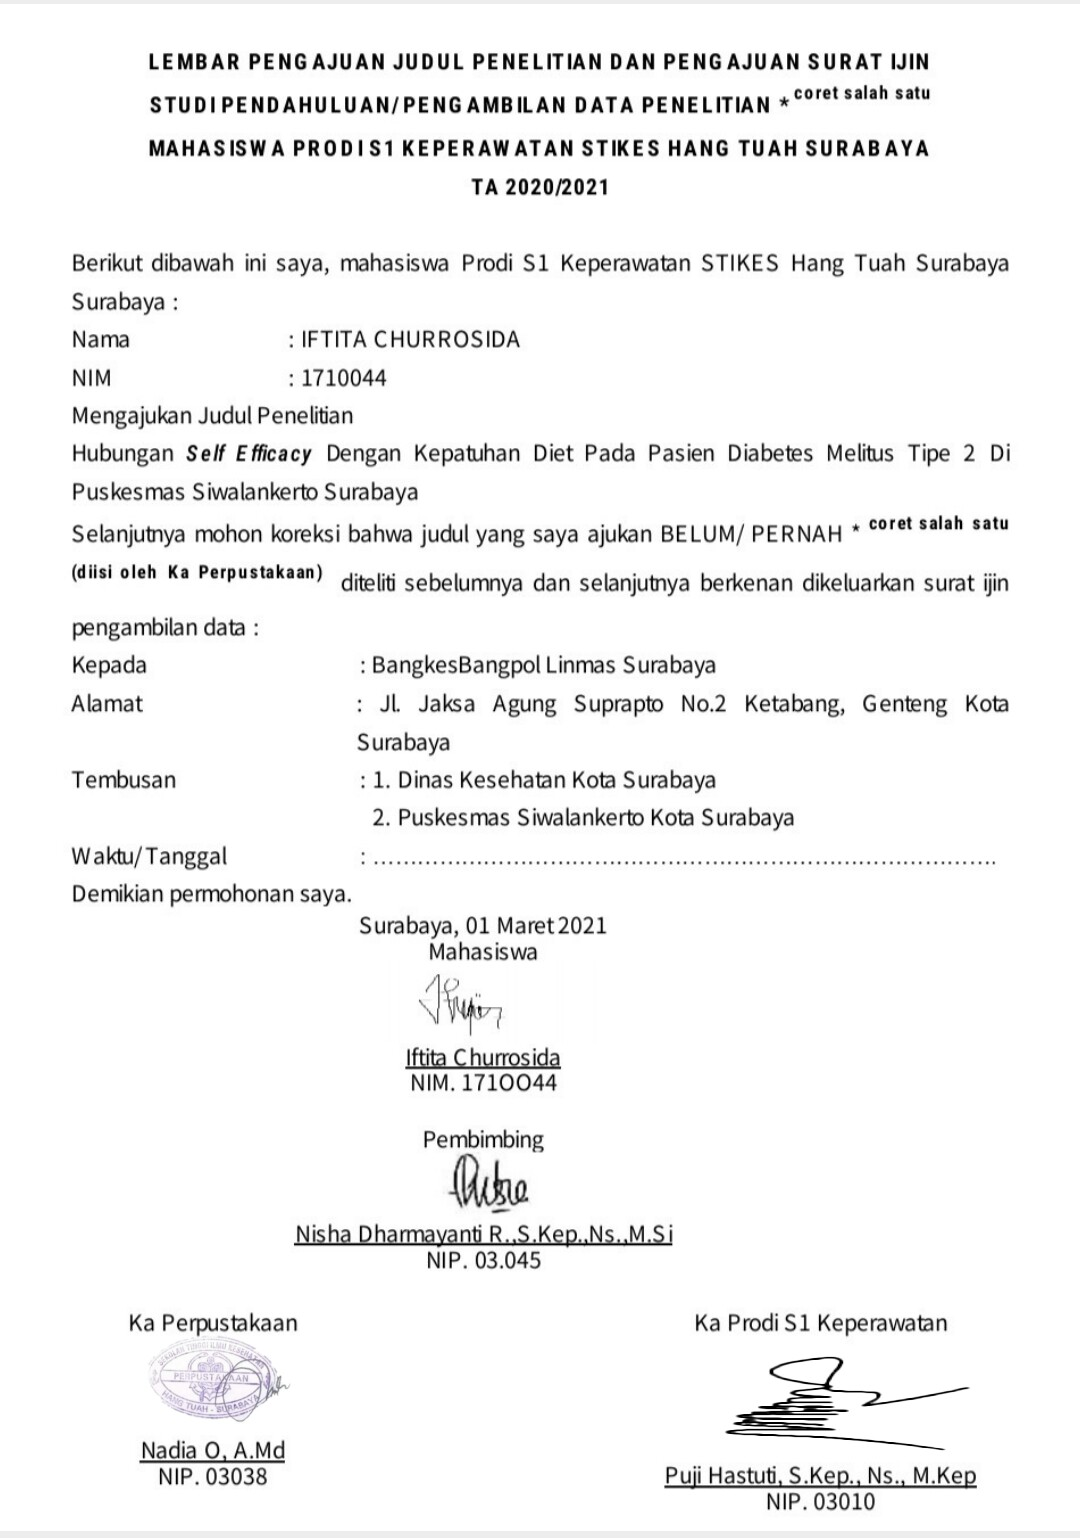 LEMBAR PENGAJUAN JUDUL PENELITIAN DAN PENGAJUAN SURAT IJIN
STUDI PENDAHULUAN/PENGAMBILAN DATA PENELITIAN * coret salah satu
MAHASISWA PRODI S1 KEPERAWATAN STIKES HANG TUAH SURABAYA
TA 2020/2021
Berikut dibawah ini saya, mahasiswa Prodi S1 Keperawatan STIKES Hang Tuah Surabaya
Surabaya :
Nama : IFTITA CHURROSIDA
NIM : 1710044
Mengajukan Judul Penelitian
Hubungan Self Efficacy Dengan Kepatuhan Diet Pada Pasien Diabetes Melitus Tipe 2 Di
Puskesmas Siwalankerto Surabaya
Selanjutnya mohon koreksi bahwa judul yang saya ajukan BELUM/ PERNAH * coret salah satu
(diisi oleh Ka Perpustakaan) diteliti sebelumnya dan selanjutnya berkenan dikeluarkan surat ijin
pengambilan data :
Kepada : BangkesBangpol Linmas Surabaya
Alamat : Jl. Jaksa Agung Suprapto No.2 Ketabang, Genteng Kota
Surabaya
Tembusan : 1. Dinas Kesehatan Kota Surabaya
2. Puskesmas Siwalankerto Kota Surabaya
Waktu/ Tanggal : ....................................................................................
Demikian permohonan saya.
Surabaya, 01 Maret 2021
Mahasiswa
Iftita Churrosida
NIM. 171OO44
Pembimbing
Nisha Dharmayanti R.,S.Kep.,Ns.,M.Si
NIP. 03.045
Ka Perpustakaan Ka Prodi S1 Keperawatan
SEKOLAH TINGGI ILMU KESEHATAN
PERPUSTAKAAN
HANG TUAH - SURABAYA
Nadia O, A.Md Puji Hastuti, S.Kep., Ns., M.Kep
NIP. 03038 NIP. 03010